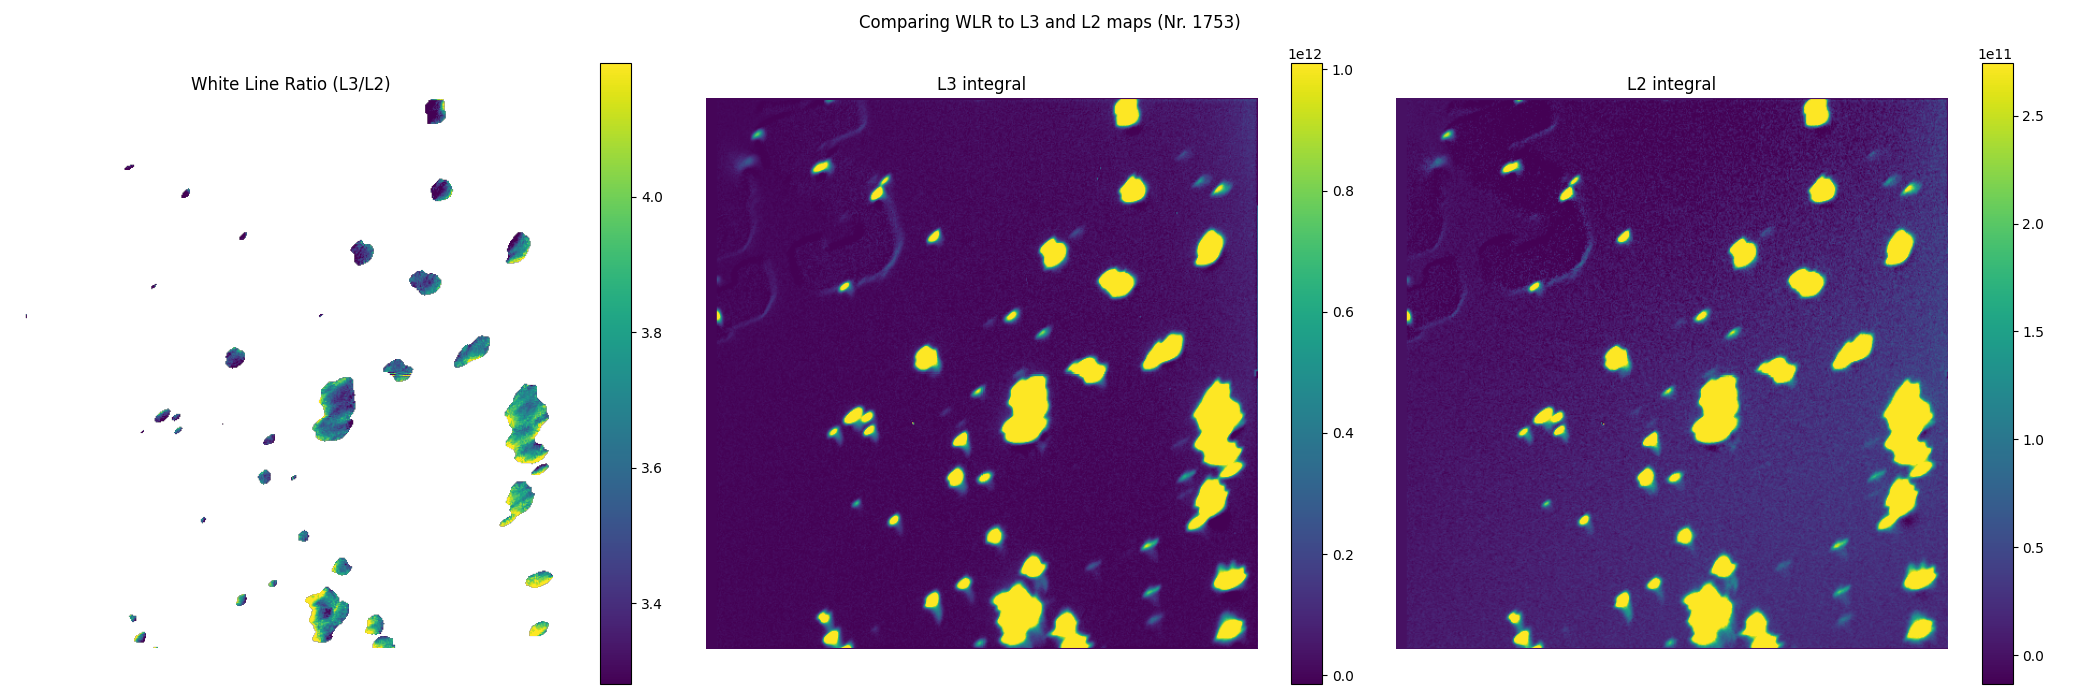 Comparing WLR to L3 and L2 maps (Nr. 1753)
White Line Ratio (L3/L2)
4.0
3.8
3.6
3.4
L3 integral
1e12
1.0
0.8
0.6
0.4
0.2
0.0
L2 integral
1e11
2.5
2.0
1.5
1.0
0.5
0.0